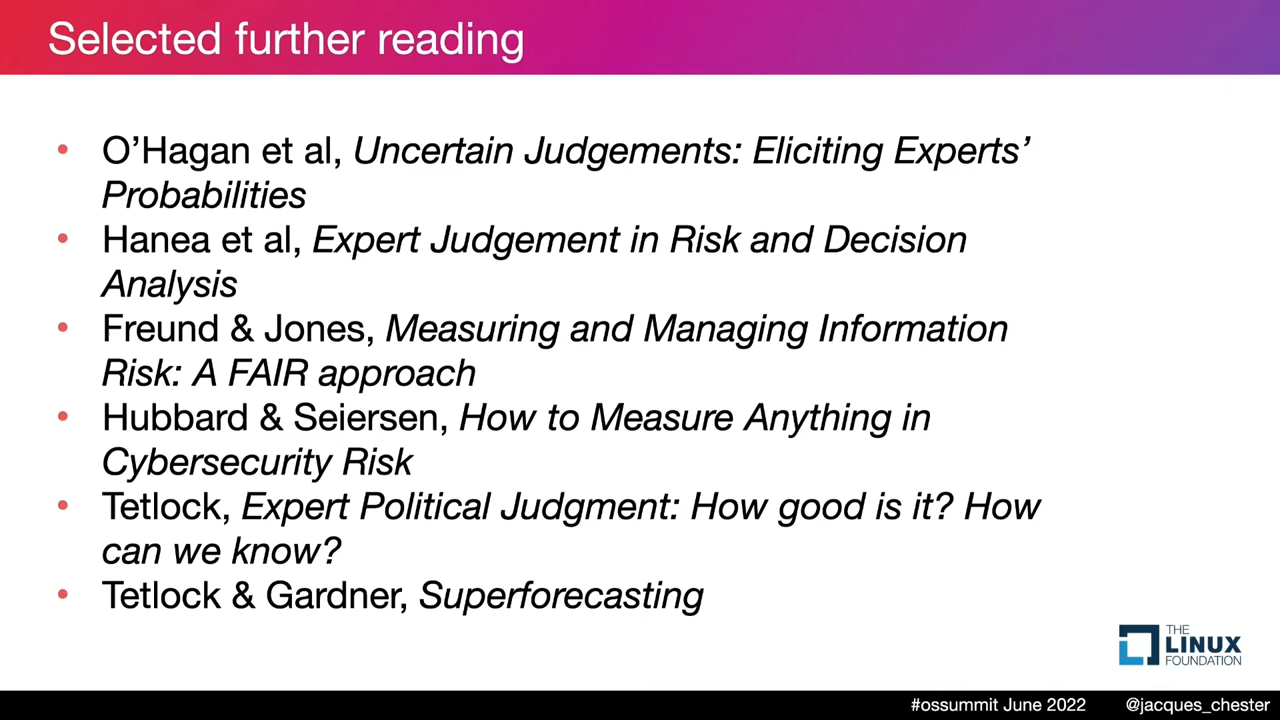 Selected further reading
• O’Hagan et al, Uncertain Judgements: Eliciting Experts’
Probabilities
• Hanea et al, Expert Judgement in Risk and Decision
Analysis
• Freund & Jones, Measuring and Managing Information
Risk: A FAIR approach
• Hubbard & Seiersen, How to Measure Anything in
Cybersecurity Risk
• Tetlock, Expert Political Judgment: How good is it? How
can we know?
• Tetlock & Gardner, Superforecasting
THE
LINUX
FOUNDATION
#ossummit June 2022 @jacques_chester